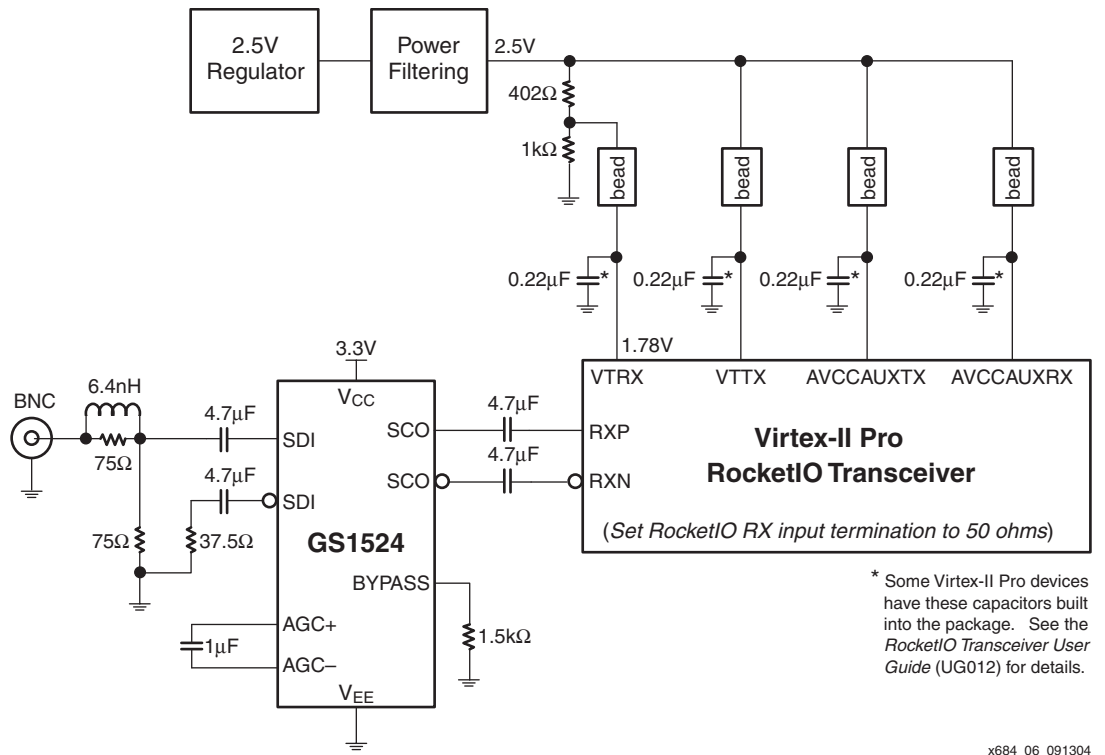 2.5V
Regulator
Power
Filtering
2.5V
402Ω
1kΩ
bead
bead
bead
bead
0.22µF
*
0.22µF
*
0.22µF
*
0.22µF
*
1.78V
3.3V
VTRX
VTTX
AVCCAUXTX
AVCCAUXRX
BNC
6.4nH
75Ω
4.7µF
4.7µF
75Ω
37.5Ω
VCC
SDI
SDI
SCO
SCO
GS1524
BYPASS
AGC+
AGC–
VEE
1µF
1.5kΩ
4.7µF
4.7µF
RXP
RXN
Virtex-II Pro
RocketIO Transceiver
(Set RocketIO RX input termination to 50 ohms)
* Some Virtex-II Pro devices
have these capacitors built
into the package. See the
RocketIO Transceiver User
Guide (UG012) for details.
x684_06_091304